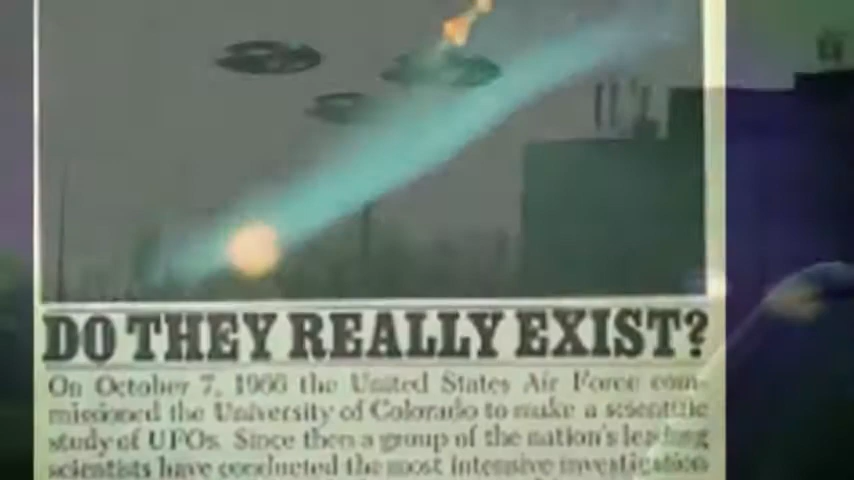 DO THEY REALLY EXIST?
On October 7, 1966 the United States Air Force com-
missioned the University of Colorado to make a scientific
study of UFOs. Since then a group of the nation's leading
scientists have conducted the most intensive investigation